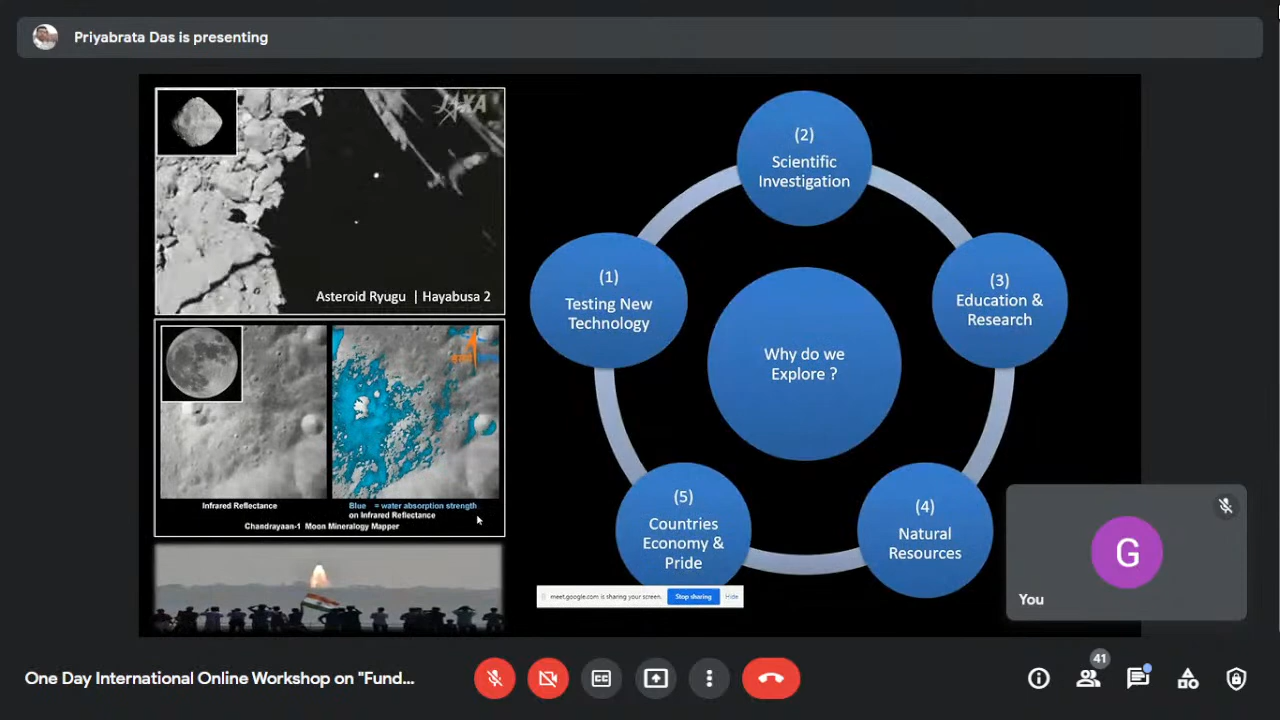 Priyabrata Das is presenting
JAXA
Asteroid Ryugu | Hayabusa 2
Infrared Reflectance
Blue = water absorption strength
on Infrared Reflectance
Chandrayaan-1 Moon Mineralogy Mapper
(2)
Scientific
Investigation
(1)
Testing New
Technology
(3)
Education &
Research
Why do we
Explore ?
(5)
Countries
Economy &
Pride
(4)
Natural
Resources
meet.google.com is sharing your screen.
Stop sharing
Hide
G
You
One Day International Online Workshop on "Fund...
CC
41